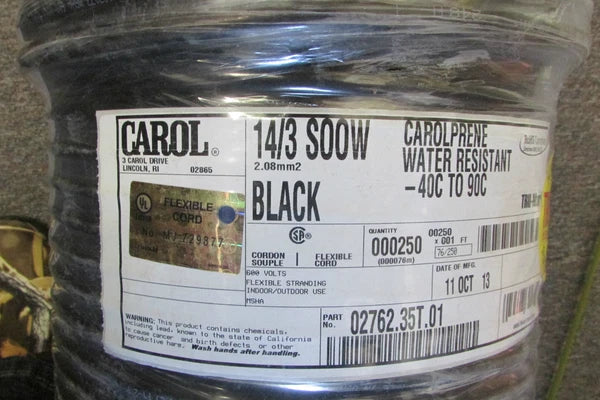 CAROL®
3 CAROL DRIVE
LINCOLN, RI 02865
UL FLEXIBLE
CORD
14/3 SOOW
2.08mm2
BLACK
CAROLPRENE
WATER RESISTANT
-40C TO 90C
CORDON SOUPLE | FLEXIBLE CORD
QUANTITY
000250
(000076m)
00250
x 001 FT
76/250
600 VOLTS
FLEXIBLE STRANDING
INDOOR/OUTDOOR USE
MSHA
DATE OF MFG.
11 OCT 13
PART No. 02762.35T.01
WARNING: This product contains chemicals,
including lead, known to the state of California
to cause cancer and birth defects or other
reproductive harm. Wash hands after handling.